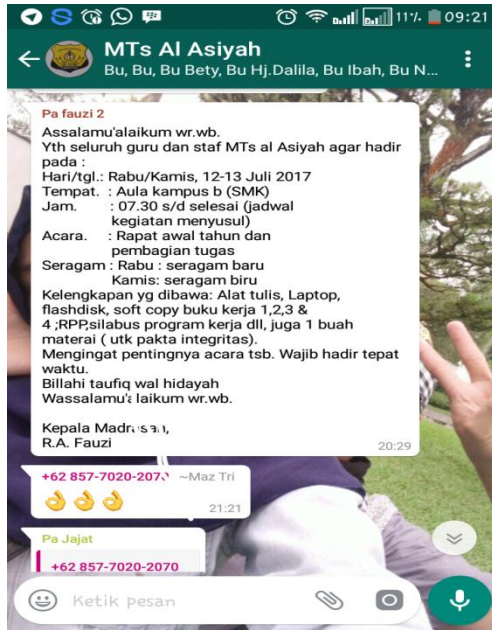 11% 09:21
MTs Al Asiyah
Bu, Bu, Bu Bety, Bu Hj.Dalila, Bu Ibah, Bu N...
Pa fauzi 2
Assalamu'alaikum wr.wb.
Yth seluruh guru dan staf MTs al Asiyah agar hadir
pada :
Hari/tgl.: Rabu/Kamis, 12-13 Juli 2017
Tempat. : Aula kampus b (SMK)
Jam. : 07.30 s/d selesai (jadwal
kegiatan menyusul)
Acara. : Rapat awal tahun dan
pembagian tugas
Seragam : Rabu : seragam baru
Kamis: seragam biru
Kelengkapan yg dibawa: Alat tulis, Laptop,
flashdisk, soft copy buku kerja 1,2,3 &
4 ;RPP,silabus program kerja dll, juga 1 buah
materai ( utk pakta integritas).
Mengingat pentingnya acara tsb. Wajib hadir tepat
waktu.
Billahi taufiq wal hidayah
Wassalamu'alaikum wr.wb.
Kepala Madrasah,
R.A. Fauzi
20:29
+62 857-7020-2070 ~Maz Tri
👌👌👌
21:21
Pa Jajat
+62 857-7020-2070
Ketik pesan